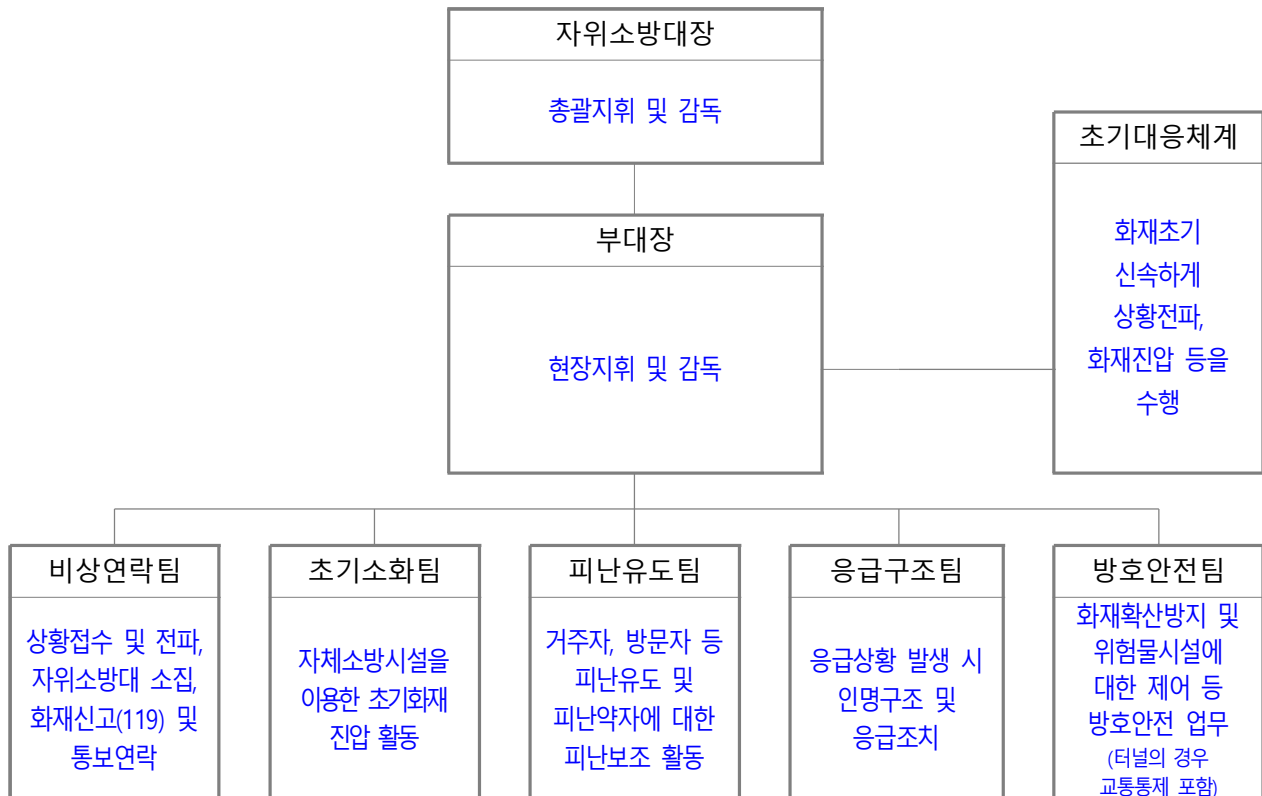 자위소방대장
총괄지휘 및 감독
초기대응체계
화재초기
신속하게
상황전파,
화재진압 등을
수행
부대장
현장지휘 및 감독
비상연락팀
상황접수 및 전파,
자위소방대 소집,
화재신고(119) 및
통보연락
초기소화팀
자체소방시설을
이용한 초기화재
진압 활동
피난유도팀
거주자, 방문자 등
피난유도 및
피난약자에 대한
피난보조 활동
응급구조팀
응급상황 발생 시
인명구조 및
응급조치
방호안전팀
화재확산방지 및
위험물시설에
대한 제어 등
방호안전 업무
(터널의 경우
교통통제 포함)